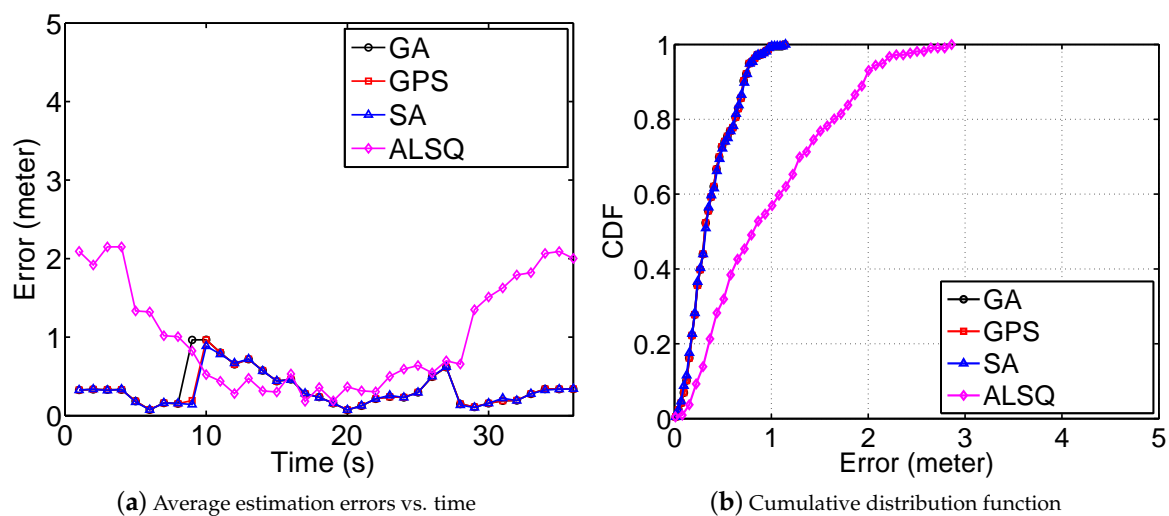 5
4
3
2
1
0
Error (meter)
0
10
20
30
Time (s)
GA
GPS
SA
ALSQ
(a) Average estimation errors vs. time
1
0.8
0.6
0.4
0.2
0
CDF
0
1
2
3
4
5
Error (meter)
GA
GPS
SA
ALSQ
(b) Cumulative distribution function